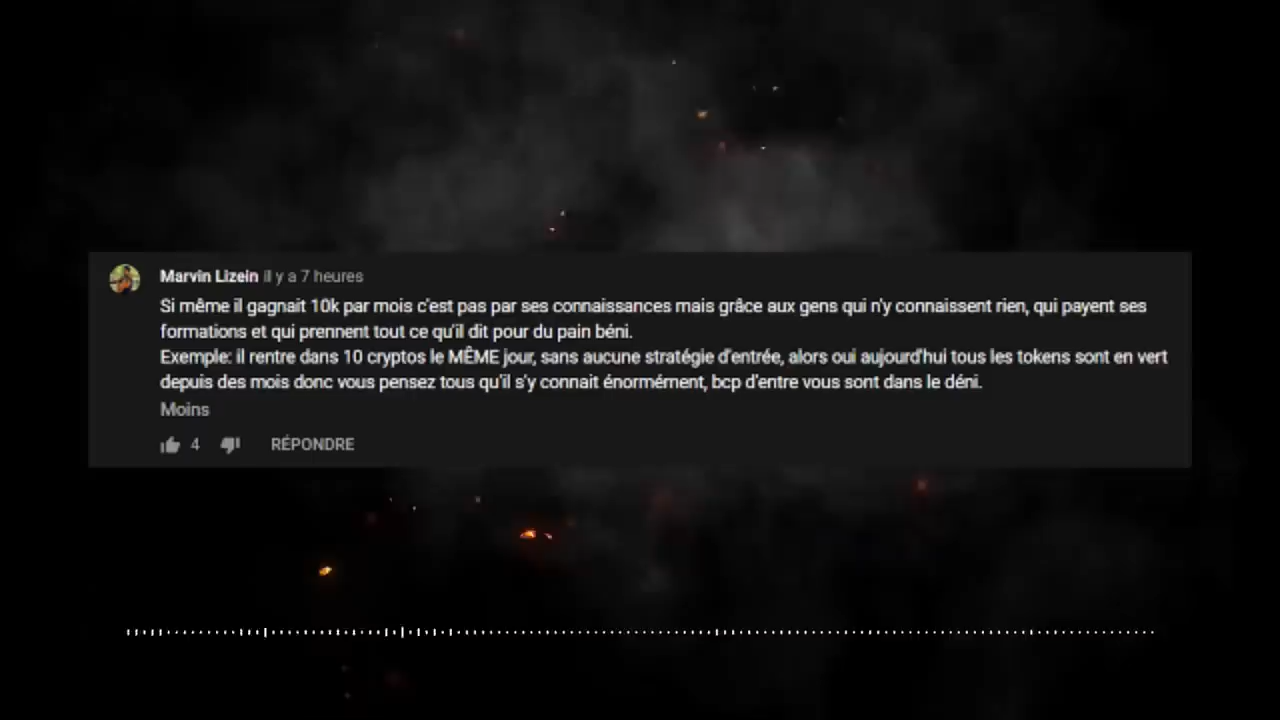 Marvin Lizein il y a 7 heures
Si même il gagnait 10k par mois c'est pas par ses connaissances mais grâce aux gens qui n'y connaissent rien, qui payent ses
formations et qui prennent tout ce qu'il dit pour du pain béni.
Exemple: il rentre dans 10 cryptos le MÊME jour, sans aucune stratégie d'entrée, alors oui aujourd'hui tous les tokens sont en vert
depuis des mois donc vous pensez tous qu'il s'y connait énormément, bcp d'entre vous sont dans le déni.
Moins
4 RÉPONDRE